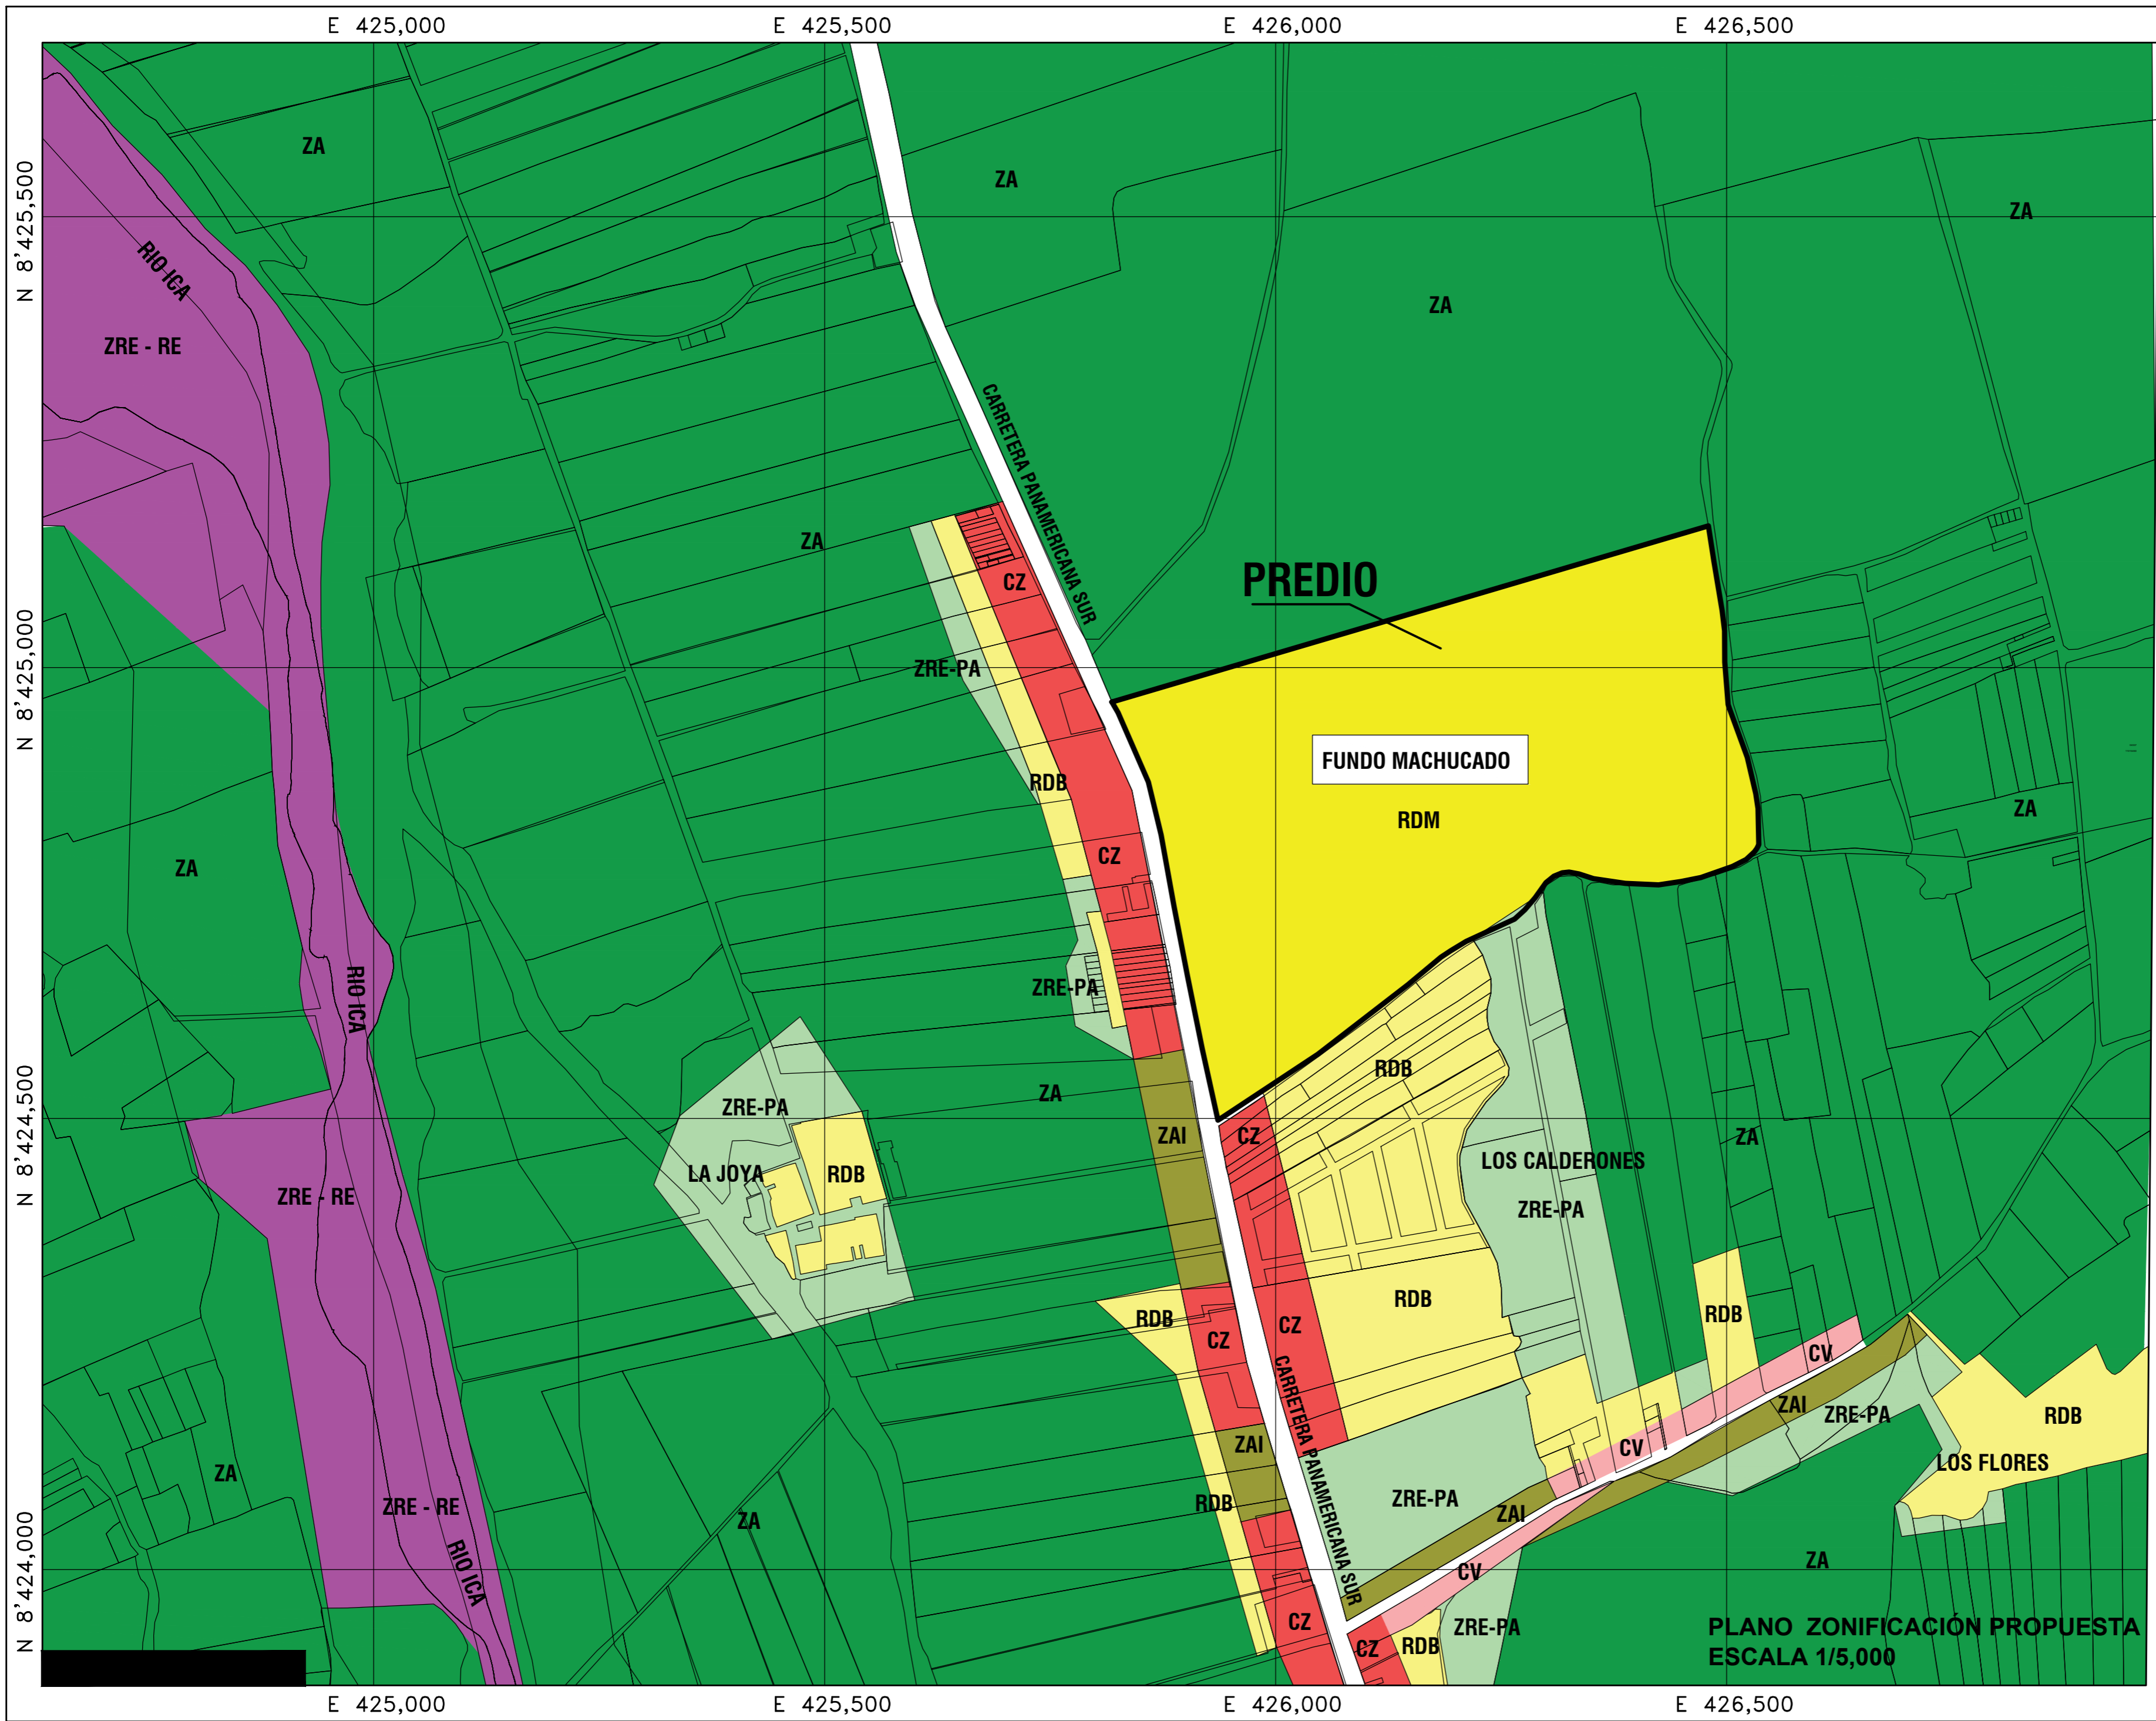 E 425,000
E 425,500
E 426,000
E 426,500
N 8'425,500
N 8'425,000
N 8'424,500
N 8'424,000
ZA
ZA
ZA
RIO ICA
ZA
ZRE - RE
CARRETERA PANAMERICANA SUR
ZA
PREDIO
CZ
ZRE-PA
FUNDO MACHUCADO
RDB
RDM
ZA
CZ
ZA
RIO ICA
ZRE-PA
RDB
ZA
ZRE-PA
ZAI
CZ
ZA
LA JOYA
RDB
LOS CALDERONES
ZRE - RE
ZRE-PA
RDB
RDB
RDB
CZ
CZ
CV
CARRETERA PANAMERICANA SUR
ZAI
ZRE-PA
RDB
ZAI
CV
LOS FLORES
ZA
RDB
ZRE-PA
ZRE - RE
ZAI
ZA
RIO ICA
CV
ZA
CZ
ZRE-PA
CZ
RDB
PLANO ZONIFICACIÓN PROPUESTA
ESCALA 1/5,000
E 425,000
E 425,500
E 426,000
E 426,500